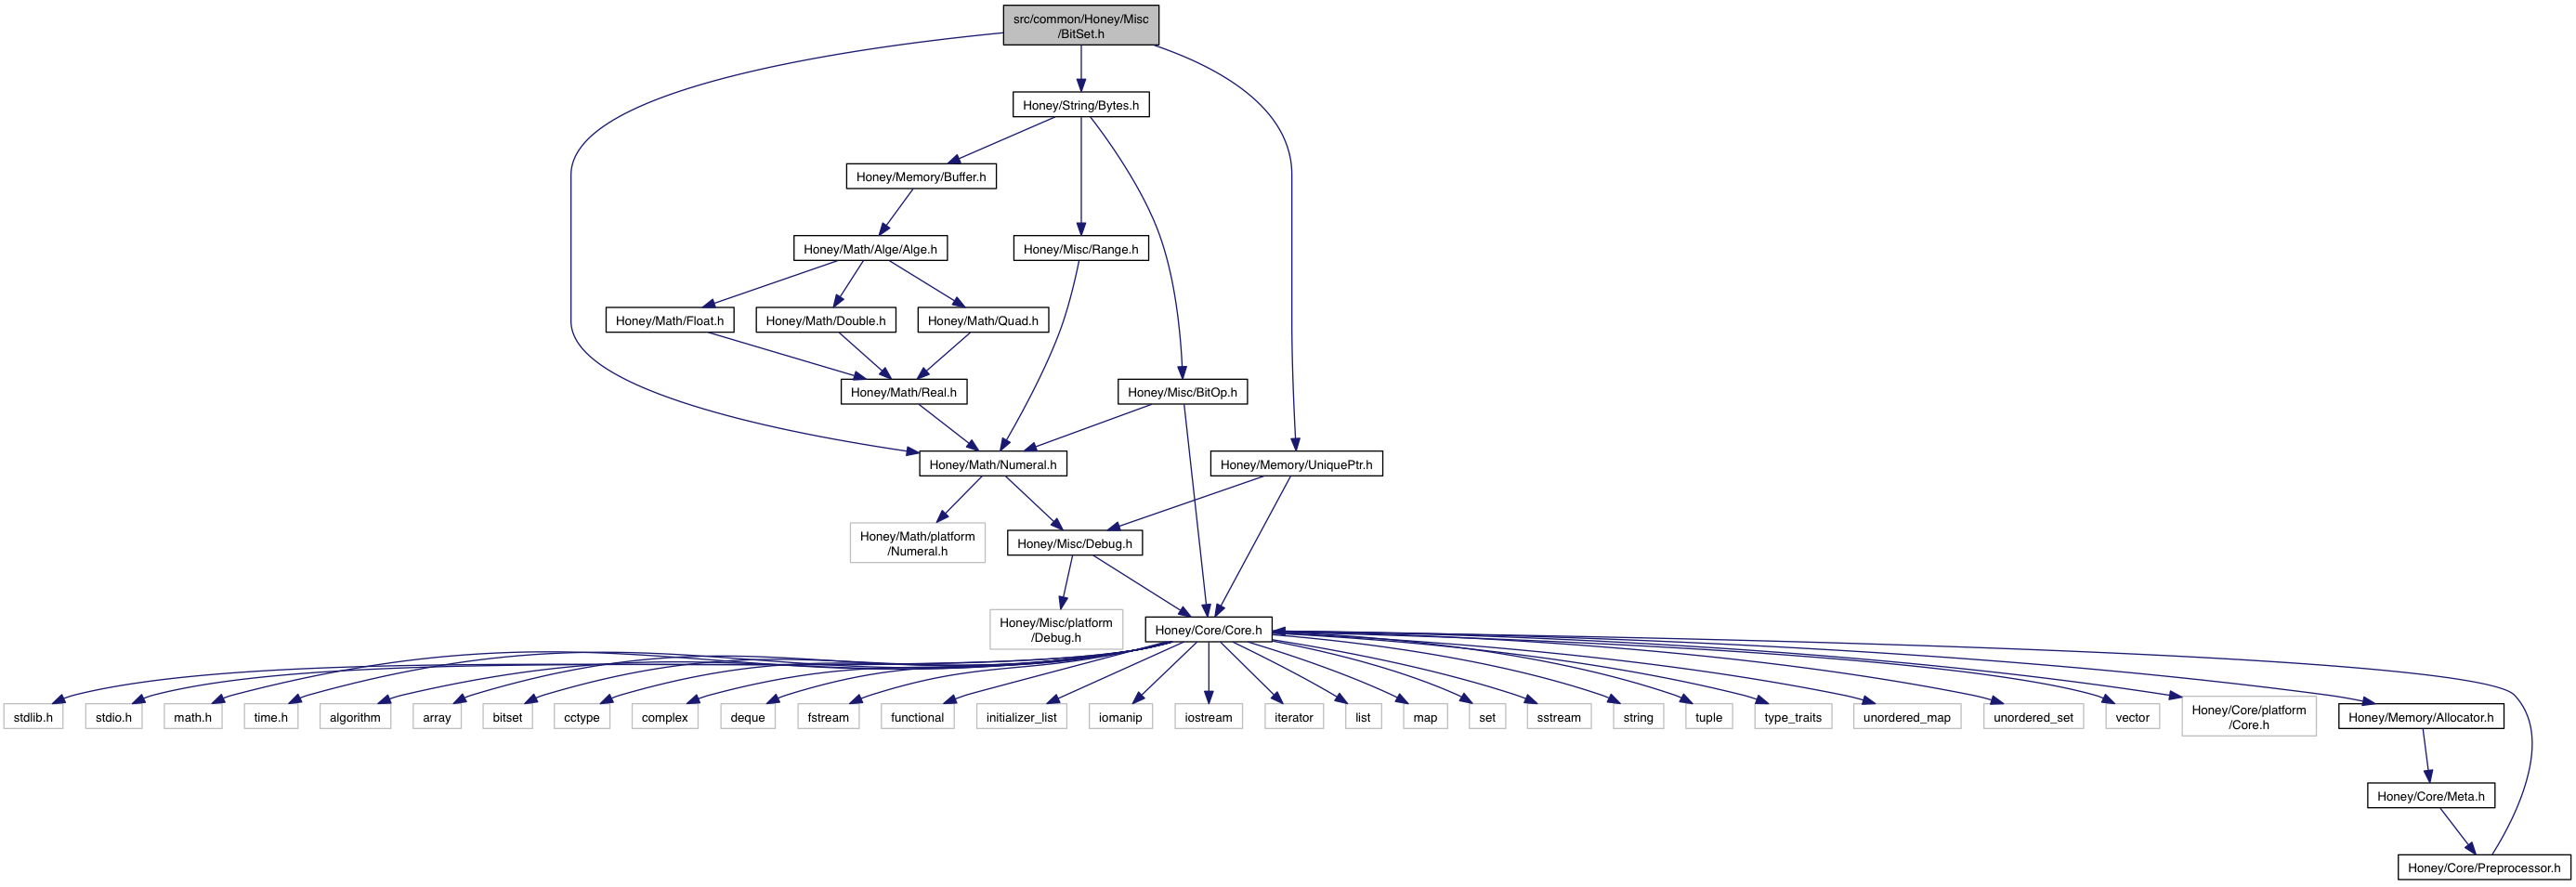 src/common/Honey/Misc
/BitSet.h
Honey/String/Bytes.h
Honey/Memory/Buffer.h
Honey/Math/Alge/Alge.h
Honey/Misc/Range.h
Honey/Math/Float.h
Honey/Math/Double.h
Honey/Math/Quad.h
Honey/Math/Real.h
Honey/Misc/BitOp.h
Honey/Math/Numeral.h
Honey/Memory/UniquePtr.h
Honey/Math/platform
/Numeral.h
Honey/Misc/Debug.h
Honey/Misc/platform
/Debug.h
Honey/Core/Core.h
stdlib.h
stdio.h
math.h
time.h
algorithm
array
bitset
cctype
complex
deque
fstream
functional
initializer_list
iomanip
iostream
iterator
list
map
set
sstream
string
tuple
type_traits
unordered_map
unordered_set
vector
Honey/Core/platform
/Core.h
Honey/Memory/Allocator.h
Honey/Core/Meta.h
Honey/Core/Preprocessor.h